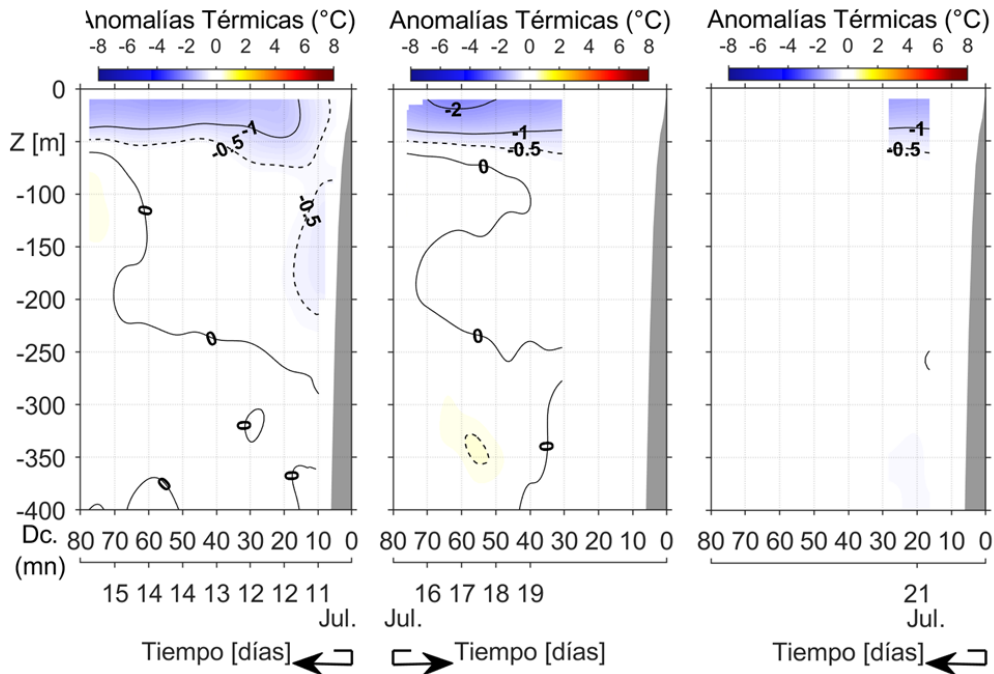 Anomalías Térmicas (°C) Anomalías Térmicas (°C) Anomalías Térmicas (°C)
-8 -6 -4 -2 0 2 4 6 8 -8 -6 -4 -2 0 2 4 6 8 -8 -6 -4 -2 0 2 4 6 8
0
-2
-1 -1 -1
Z [m] -0.5 -0.5 -0.5
0
-100
0 -0.5
-150
-200
0 0
-250
-300
0
0
-350
0 0
-400
Dc. 80 70 60 50 40 30 20 10 0 80 70 60 50 40 30 20 10 0 80 70 60 50 40 30 20 10 0
(mn)
15 14 14 13 12 12 11 16 17 18 19 21
Jul. Jul. Jul.
Tiempo [días] Tiempo [días] Tiempo [días]